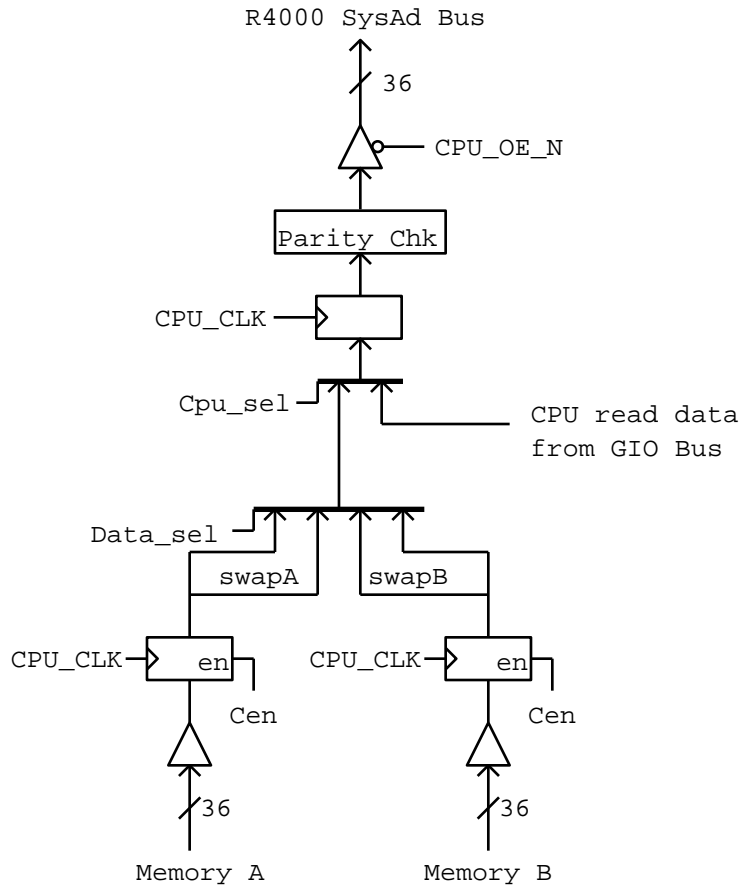 R4000 SysAd Bus
36
CPU_OE_N
Parity Chk
CPU_CLK
Cpu_sel
CPU read data
from GIO Bus
Data_sel
swapA
swapB
CPU_CLK
en
CPU_CLK
en
Cen
Cen
36
36
Memory A
Memory B